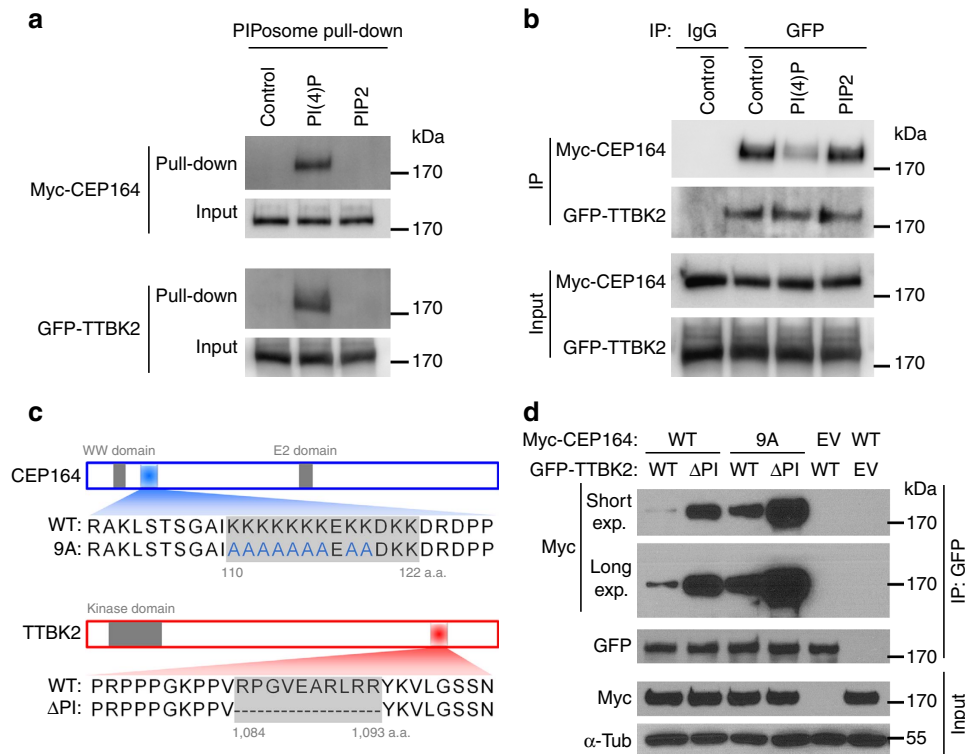 a
PIPosome pull-down
Control
PI(4)P
PIP2
kDa
Myc-CEP164
Pull-down
170
Input
170
GFP-TTBK2
Pull-down
170
Input
170
b
IP: IgG GFP
Control
Control
PI(4)P
PIP2
kDa
IP
Myc-CEP164
170
GFP-TTBK2
170
Input
Myc-CEP164
170
GFP-TTBK2
170
c
WW domain
E2 domain
CEP164
WT: RAKLSTSGAIKKKKKKKEKKDKKDRDPP
9A: RAKLSTSGAIAAAAAAAEAADKKDRDPP
110 122 a.a.
Kinase domain
TTBK2
WT: PRPPPGKPPVRPGVEARLRRYKVLGSSN
ΔPI: PRPPPGKPPV----------YKVLGSSN
1,084 1,093 a.a.
d
Myc-CEP164: WT 9A EV WT
GFP-TTBK2: WT ΔPI WT ΔPI WT EV
kDa
Myc
Short exp.
170
Long exp.
170
GFP
170
IP: GFP
Myc
170
α-Tub
55
Input